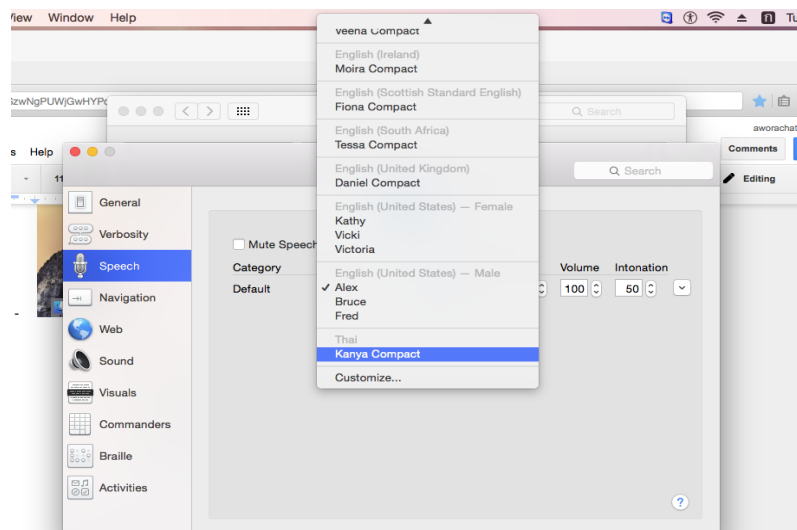 View Window Help
Tu
Veena Compact
English (Ireland)
Moira Compact
English (Scottish Standard English)
Fiona Compact
English (South Africa)
Tessa Compact
English (United Kingdom)
Daniel Compact
English (United States) — Female
Kathy
Vicki
Victoria
English (United States) — Male
Alex
Bruce
Fred
Thai
Kanya Compact
Customize...
Search
aworachat
s Help
Comments
11
Search
Editing
General
Verbosity
Speech
Navigation
Web
Sound
Visuals
Commanders
Braille
Activities
Mute Speech
Category
Volume Intonation
Default
100
50
?